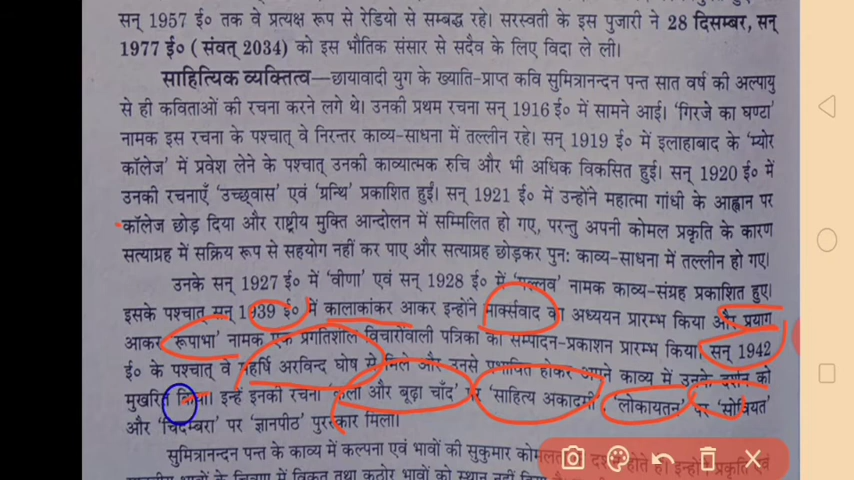 सन् 1957 ई० तक वे प्रत्यक्ष रूप से रेडियो से सम्बद्ध रहे। सरस्वती के इस पुजारी ने 28 दिसम्बर, सन्
1977 ई० ( संवत् 2034) को इस भौतिक संसार से सदैव के लिए विदा ले ली।
साहित्यिक व्यक्तित्व—छायावादी युग के ख्याति-प्राप्त कवि सुमित्रानन्दन पन्त सात वर्ष की अल्पायु
से ही कविताओं की रचना करने लगे थे। उनकी प्रथम रचना सन् 1916 ई० में सामने आई। 'गिरजे का घण्टा'
नामक इस रचना के पश्चात् वे निरन्तर काव्य-साधना में तल्लीन रहे। सन् 1919 ई० में इलाहाबाद के 'म्योर
कॉलेज' में प्रवेश लेने के पश्चात् उनकी काव्यात्मक रुचि और भी अधिक विकसित हुई। सन् 1920 ई० में
उनकी रचनाएँ 'उच्छ्वास' एवं 'ग्रन्थि' प्रकाशित हुईं। सन् 1921 ई० में उन्होंने महात्मा गांधी के आह्वान पर
कॉलेज छोड़ दिया और राष्ट्रीय मुक्ति आन्दोलन में सम्मिलित हो गए, परन्तु अपनी कोमल प्रकृति के कारण
सत्याग्रह में सक्रिय रूप से सहयोग नहीं कर पाए और सत्याग्रह छोड़कर पुन: काव्य-साधना में तल्लीन हो गए।
उनके सन् 1927 ई० में 'वीणा' एवं सन् 1928 ई० में 'पल्लव' नामक काव्य-संग्रह प्रकाशित हुए।
इसके पश्चात् सन् 1939 ई० में कालाकांकर आकर इन्होंने मार्क्सवाद का अध्ययन प्रारम्भ किया और प्रयाग
आकर 'रूपाभा' नामक एक प्रगतिशील विचारोंवाली पत्रिका का सम्पादन-प्रकाशन प्रारम्भ किया। सन् 1942
ई० के पश्चात् वे महर्षि अरविन्द घोष से मिले और उनसे प्रभावित होकर अपने काव्य में उनके दर्शन को
मुखरित किया। इन्हें इनकी रचना 'कला और बूढ़ा चाँद' पर 'साहित्य अकादमी', 'लोकायतन' पर 'सोवियत'
और 'चिदम्बरा' पर 'ज्ञानपीठ' पुरस्कार मिला।
सुमित्रानन्दन पन्त के काव्य में कल्पना एवं भावों की सुकुमार होते हैं। इन्होंने प्रकृति एवं